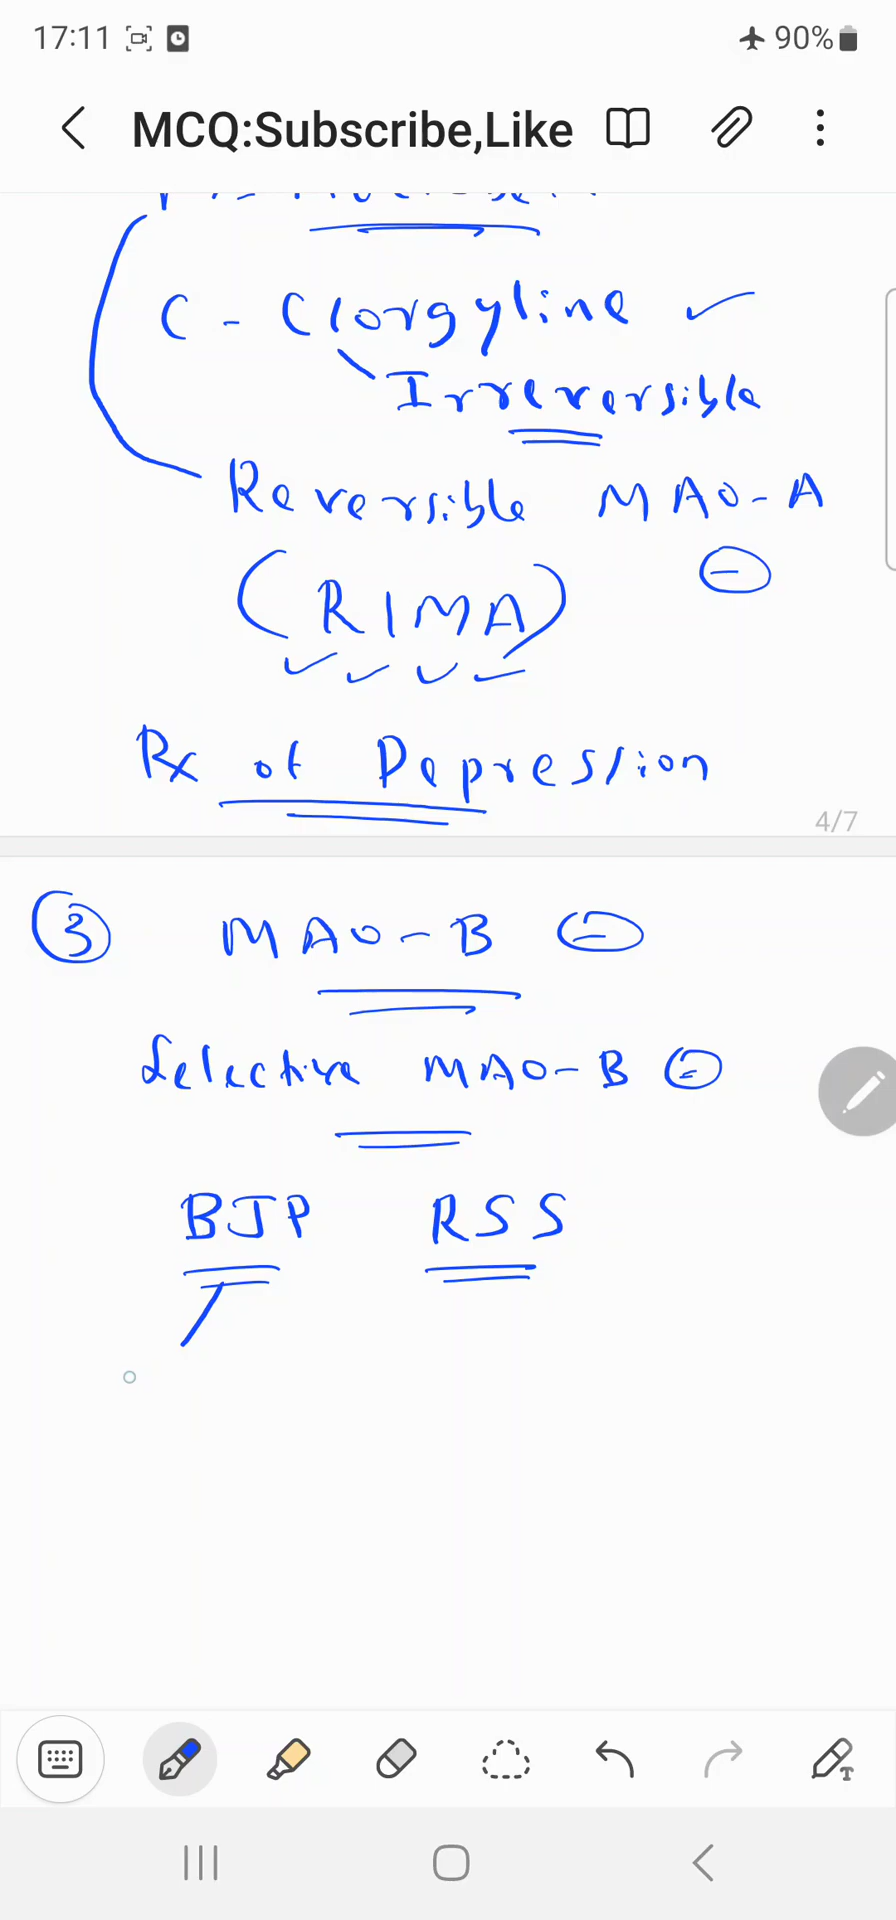 17:11 90%
MCQ:Subscribe,Like
C - Clorgyline
Irreversible
Reversible MAO-A
(RIMA)
Rx of Depression
4/7
3 MAO-B
Selective MAO-B
BJP RSS